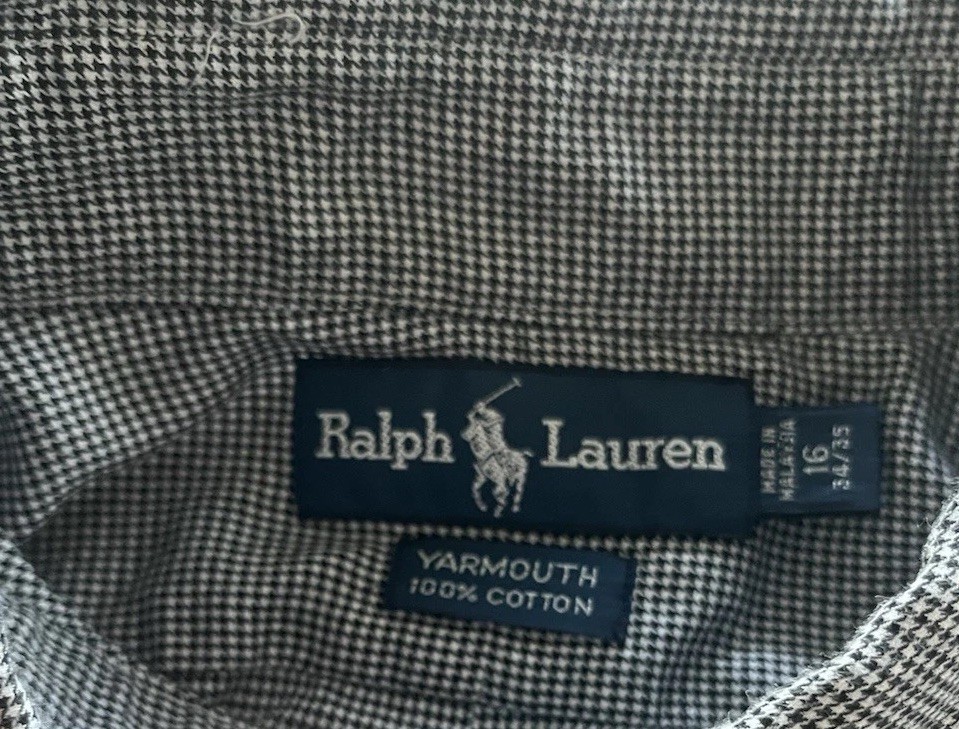 Ralph Lauren
MADE IN
MALAYSIA
16
34/35
YARMOUTH
100% COTTON